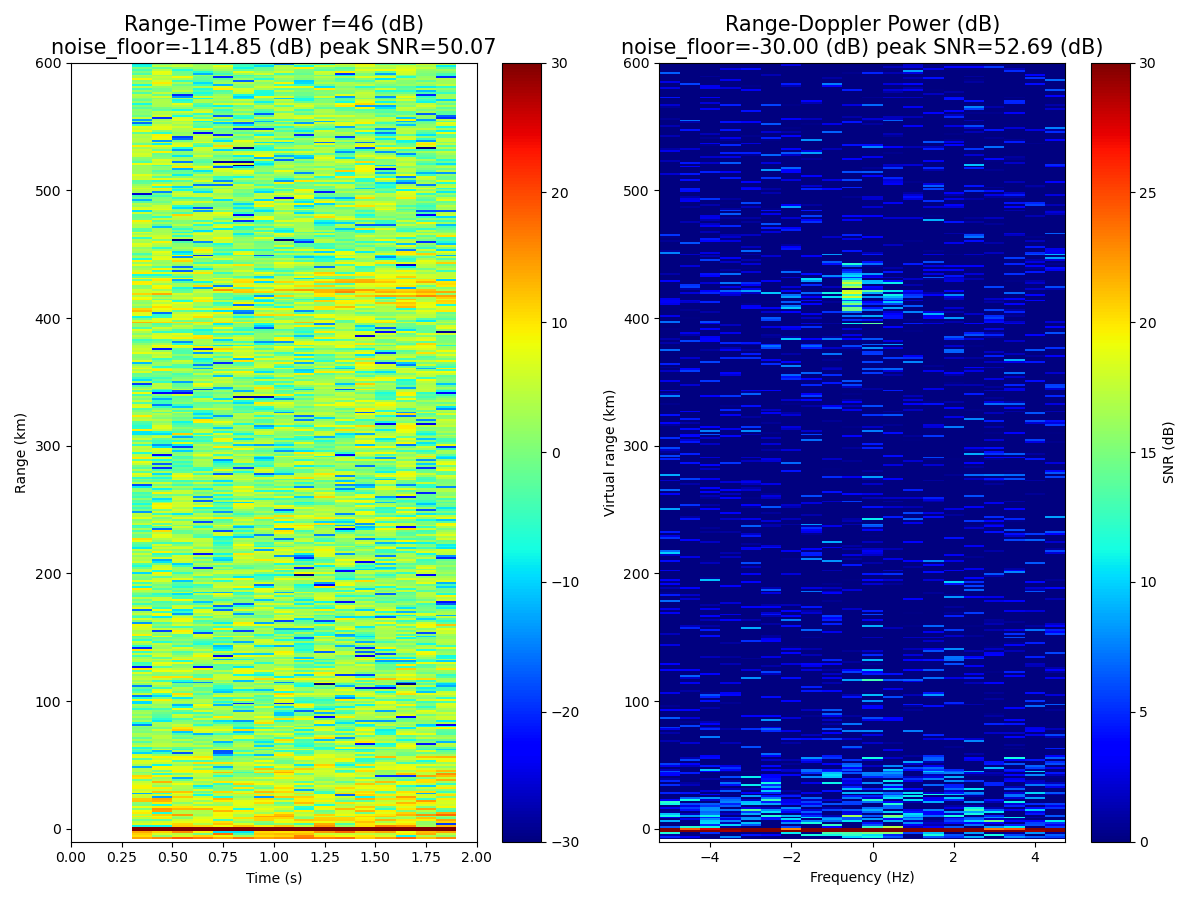 Range-Time Power f=46 (dB)
noise_floor=-114.85 (dB) peak SNR=50.07
Range-Doppler Power (dB)
noise_floor=-30.00 (dB) peak SNR=52.69 (dB)
Range (km)
600
500
400
300
200
100
0
0.00 0.25 0.50 0.75 1.00 1.25 1.50 1.75 2.00
Time (s)
30
20
10
0
−10
−20
−30
Virtual range (km)
600
500
400
300
200
100
0
−4 −2 0 2 4
Frequency (Hz)
30
25
20
15
10
5
0
SNR (dB)